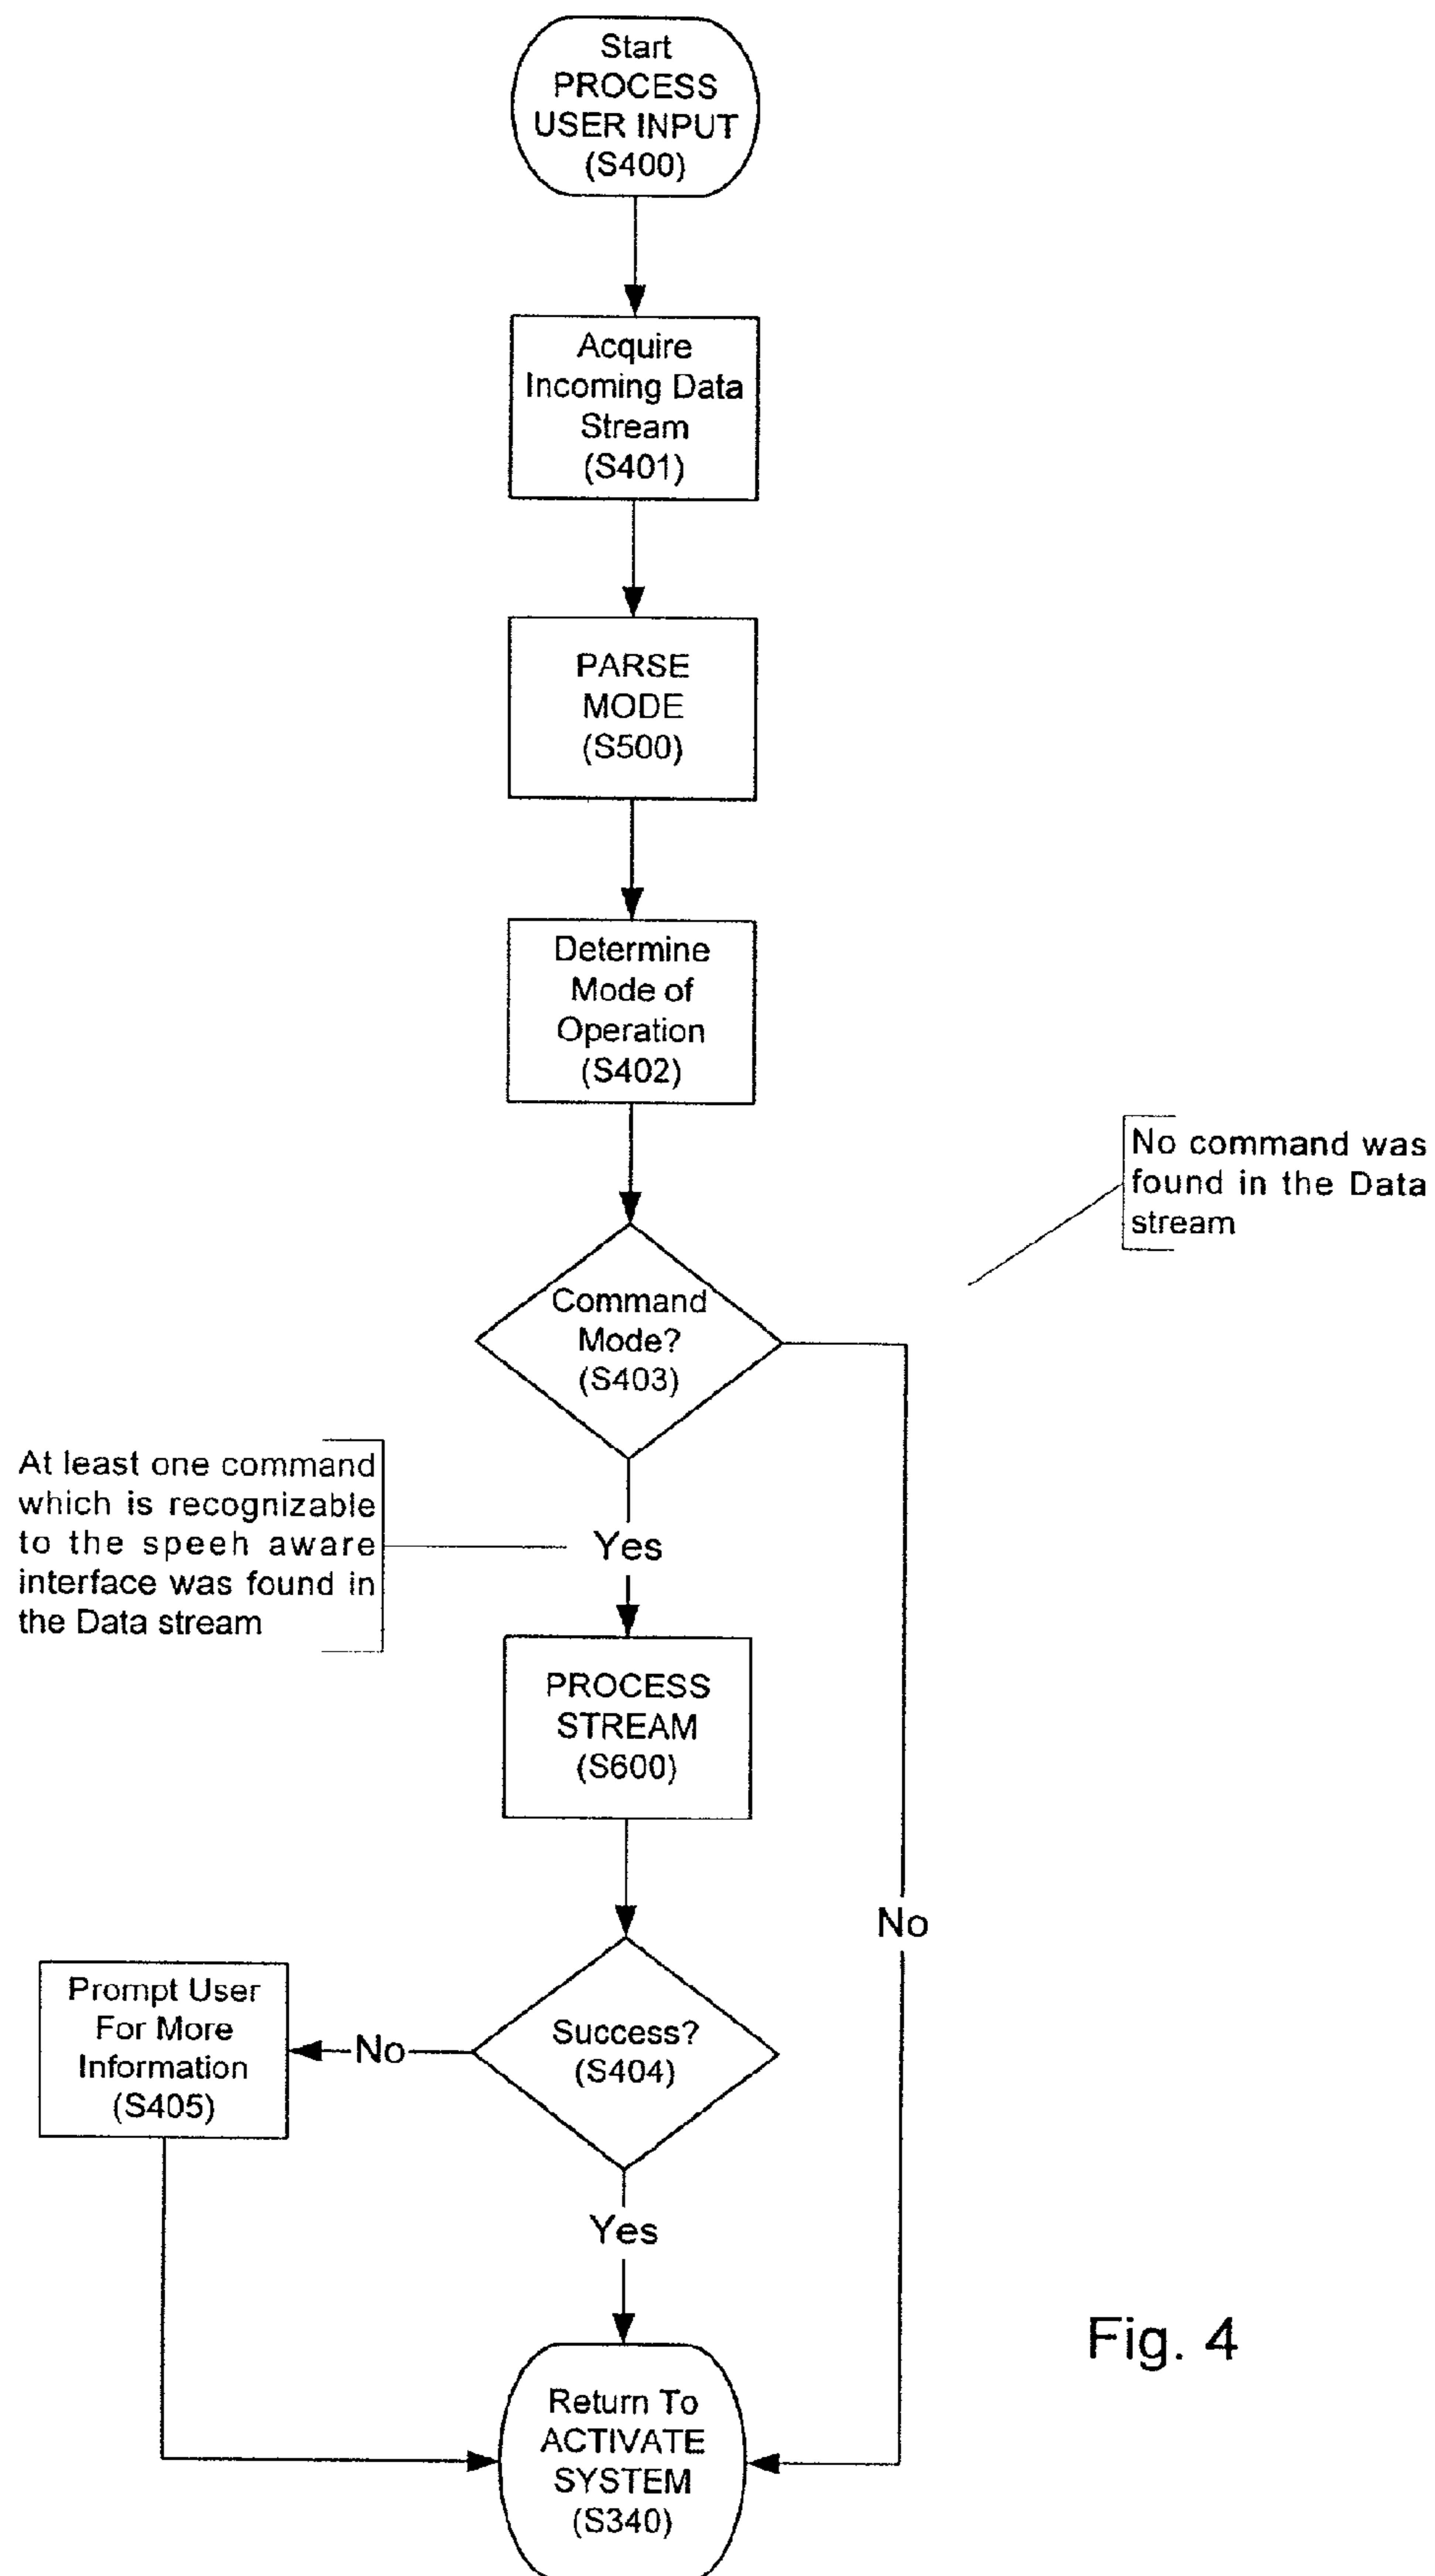 Start
PROCESS
USER INPUT
(S400)
Acquire
Incoming Data
Stream
(S401)
PARSE
MODE
(S500)
Determine
Mode of
Operation
(S402)
No command was
found in the Data
stream
Command
Mode?
(S403)
At least one command
which is recognizable
to the speeh aware
interface was found in
the Data stream
Yes
PROCESS
STREAM
(S600)
No
Prompt User
For More
Information
(S405)
No
Success?
(S404)
Yes
Fig. 4
Return To
ACTIVATE
SYSTEM
(S340)